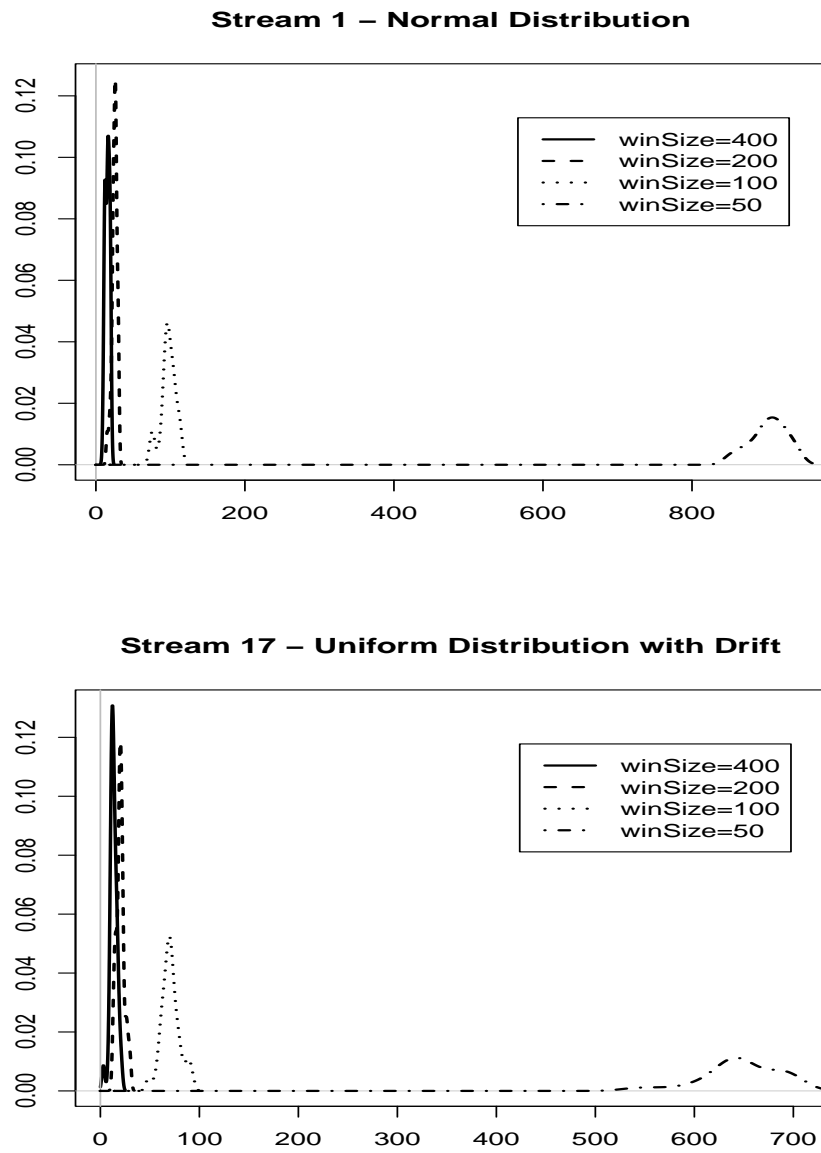 Stream 1 – Normal Distribution
0.12
0.10
0.08
0.06
0.04
0.02
0.00
winSize=400
winSize=200
winSize=100
winSize=50
0 200 400 600 800
Stream 17 – Uniform Distribution with Drift
0.12
0.10
0.08
0.06
0.04
0.02
0.00
winSize=400
winSize=200
winSize=100
winSize=50
0 100 200 300 400 500 600 700